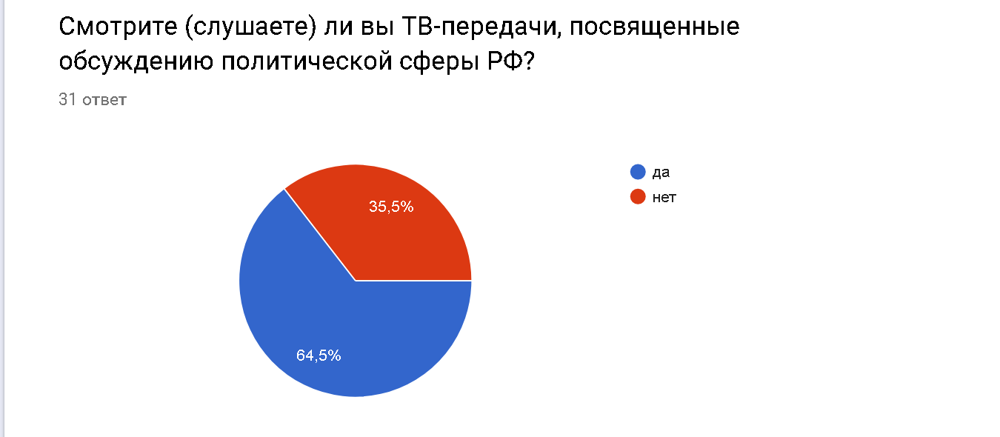 Смотрите (слушаете) ли вы ТВ-передачи, посвященные
обсуждению политической сферы РФ?
31 ответ
да
нет
35,5%
64,5%